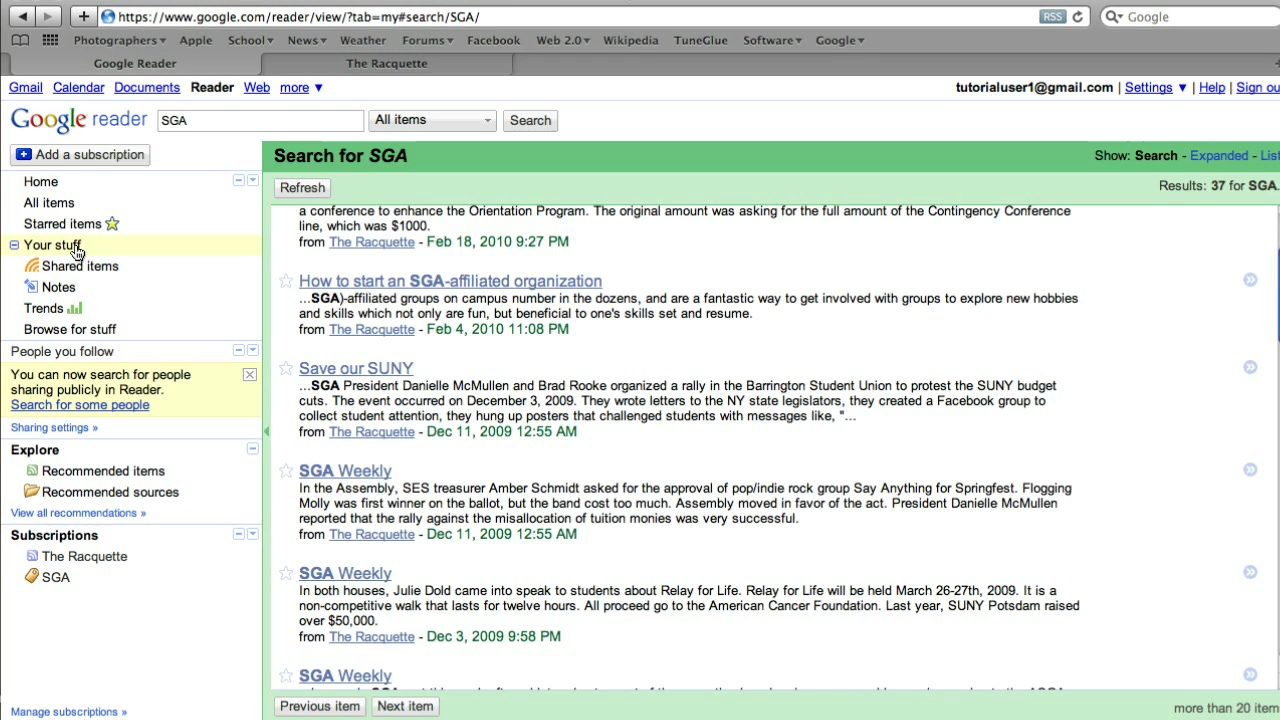 https://www.google.com/reader/view/?tab=my#search/SGA/ RSS Google
Photographers Apple School News Weather Forums Facebook Web 2.0 Wikipedia TuneGlue Software Google
Google Reader The Racquette
Gmail Calendar Documents Reader Web more tutorialuser1@gmail.com | Settings | Help | Sign ou
Google reader SGA All items Search
Add a subscription
Search for SGA
Show: Search - Expanded - List
Home
All items
Starred items
Your stuff
Shared items
Notes
Trends
Browse for stuff
People you follow
You can now search for people
sharing publicly in Reader.
Search for some people
Sharing settings »
Explore
Recommended items
Recommended sources
View all recommendations »
Subscriptions
The Racquette
SGA
Manage subscriptions »
Refresh
Results: 37 for SGA.
a conference to enhance the Orientation Program. The original amount was asking for the full amount of the Contingency Conference
line, which was $1000.
from The Racquette - Feb 18, 2010 9:27 PM
How to start an SGA-affiliated organization
...SGA)-affiliated groups on campus number in the dozens, and are a fantastic way to get involved with groups to explore new hobbies
and skills which not only are fun, but beneficial to one's skills set and resume.
from The Racquette - Feb 4, 2010 11:08 PM
Save our SUNY
...SGA President Danielle McMullen and Brad Rooke organized a rally in the Barrington Student Union to protest the SUNY budget
cuts. The event occurred on December 3, 2009. They wrote letters to the NY state legislators, they created a Facebook group to
collect student attention, they hung up posters that challenged students with messages like, "...
from The Racquette - Dec 11, 2009 12:55 AM
SGA Weekly
In the Assembly, SES treasurer Amber Schmidt asked for the approval of pop/indie rock group Say Anything for Springfest. Flogging
Molly was first winner on the ballot, but the band cost too much. Assembly moved in favor of the act. President Danielle McMullen
reported that the rally against the misallocation of tuition monies was very successful.
from The Racquette - Dec 11, 2009 12:55 AM
SGA Weekly
In both houses, Julie Dold came into speak to students about Relay for Life. Relay for Life will be held March 26-27th, 2009. It is a
non-competitive walk that lasts for twelve hours. All proceed go to the American Cancer Foundation. Last year, SUNY Potsdam raised
over $50,000.
from The Racquette - Dec 3, 2009 9:58 PM
SGA Weekly
Previous item Next item
more than 20 item